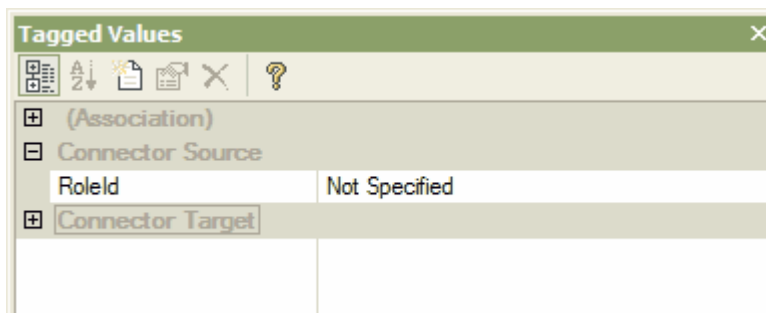 Tagged Values
(Association)
Connector Source
RoleId Not Specified
Connector Target